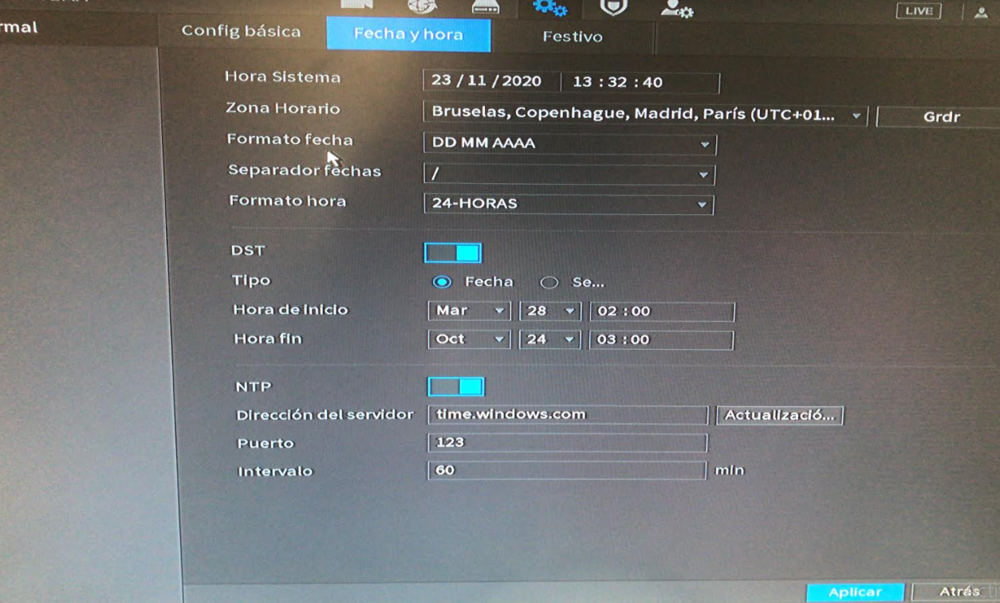 LIVE
rmal
Config básica Fecha y hora Festivo
Hora Sistema 23 / 11 / 2020 13 : 32 : 40
Zona Horario Bruselas, Copenhague, Madrid, París (UTC+01... Grdr
Formato fecha DD MM AAAA
Separador fechas /
Formato hora 24-HORAS
DST
Tipo Fecha Se...
Hora de inicio Mar 28 02 : 00
Hora fin Oct 24 03 : 00
NTP
Dirección del servidor time.windows.com Actualizació...
Puerto 123
Intervalo 60 min
Aplicar Atrás